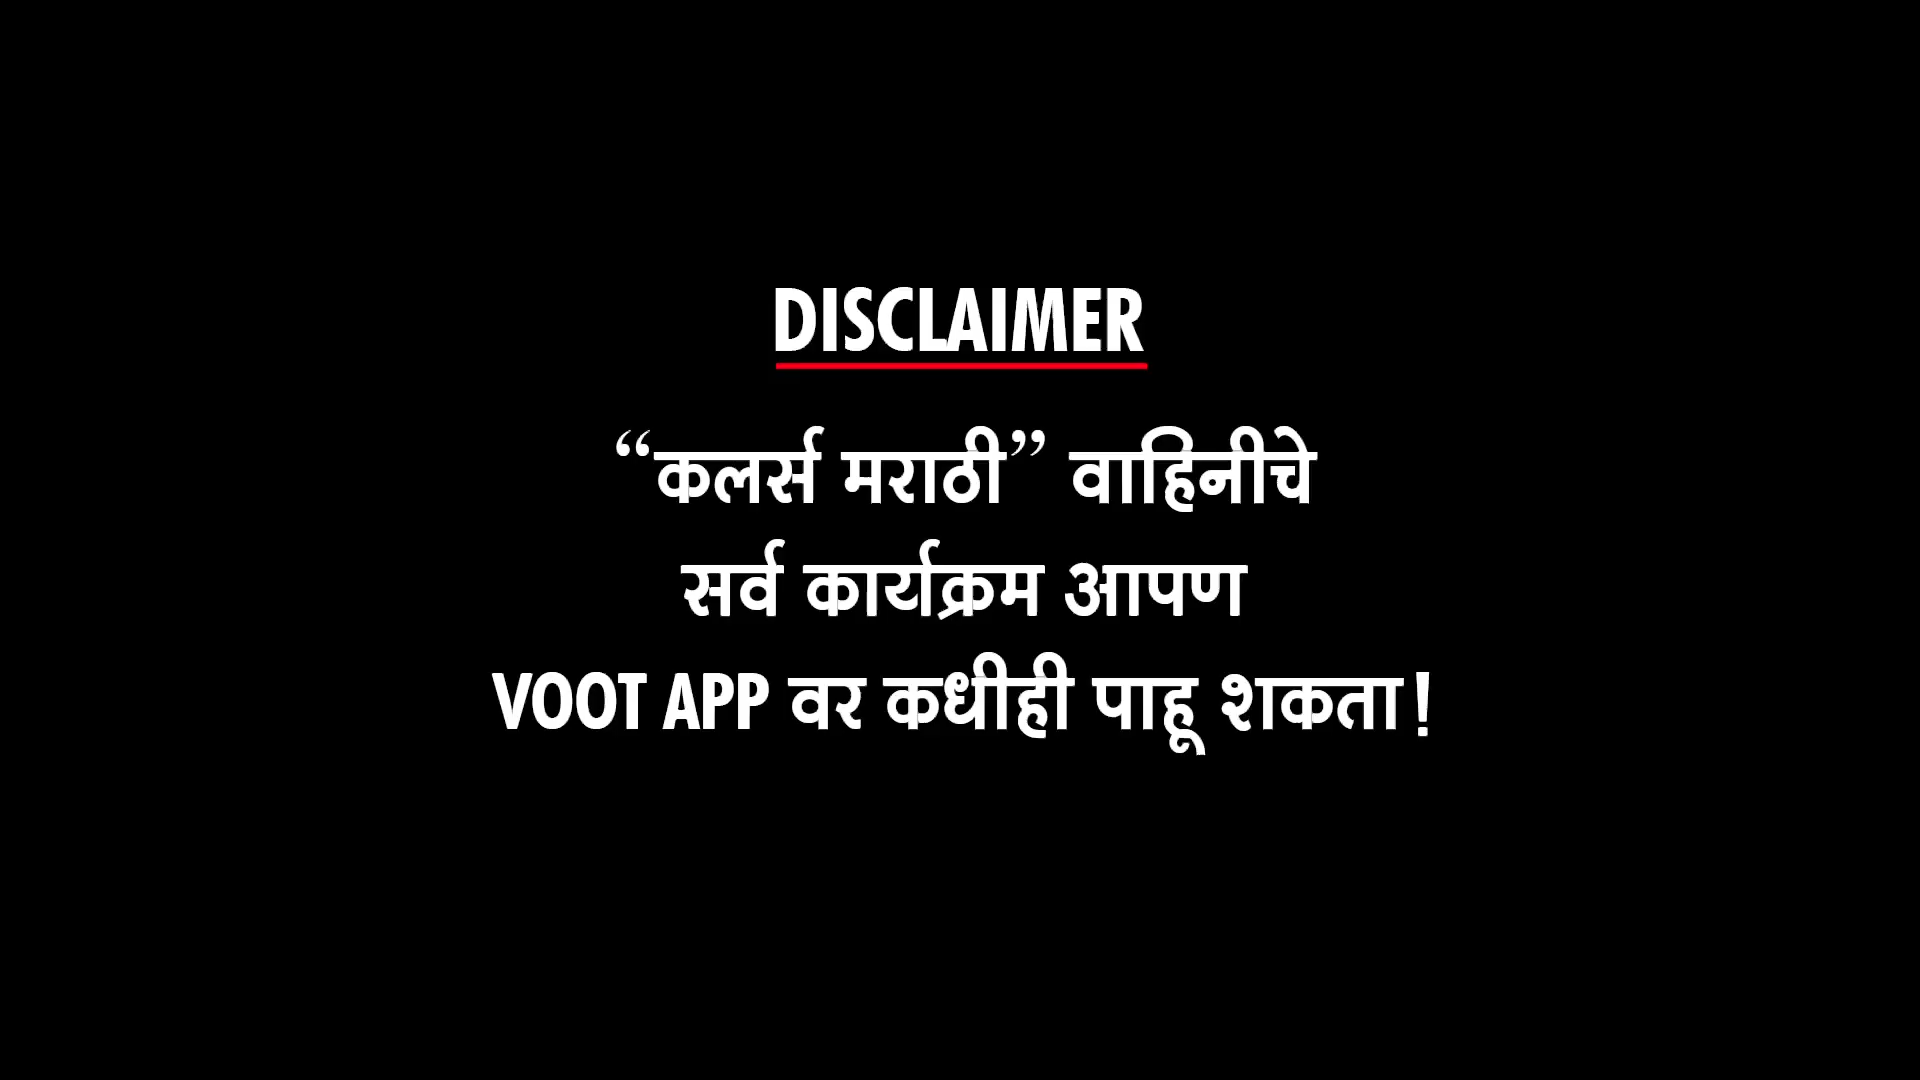 DISCLAIMER
“कलर्स मराठी” वाहिनीचे
सर्व कार्यक्रम आपण
VOOT APP वर कधीही पाहू शकता!